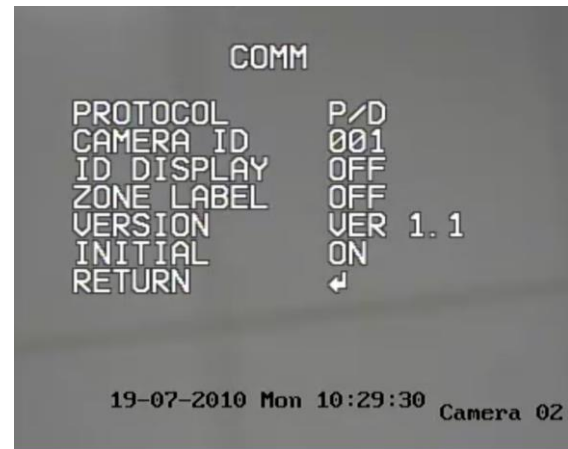 COMM
PROTOCOL P/D
CAMERA ID 001
ID DISPLAY OFF
ZONE LABEL OFF
VERSION VER 1.1
INITIAL ON
RETURN ↲
19-07-2010 Mon 10:29:30
Camera 02